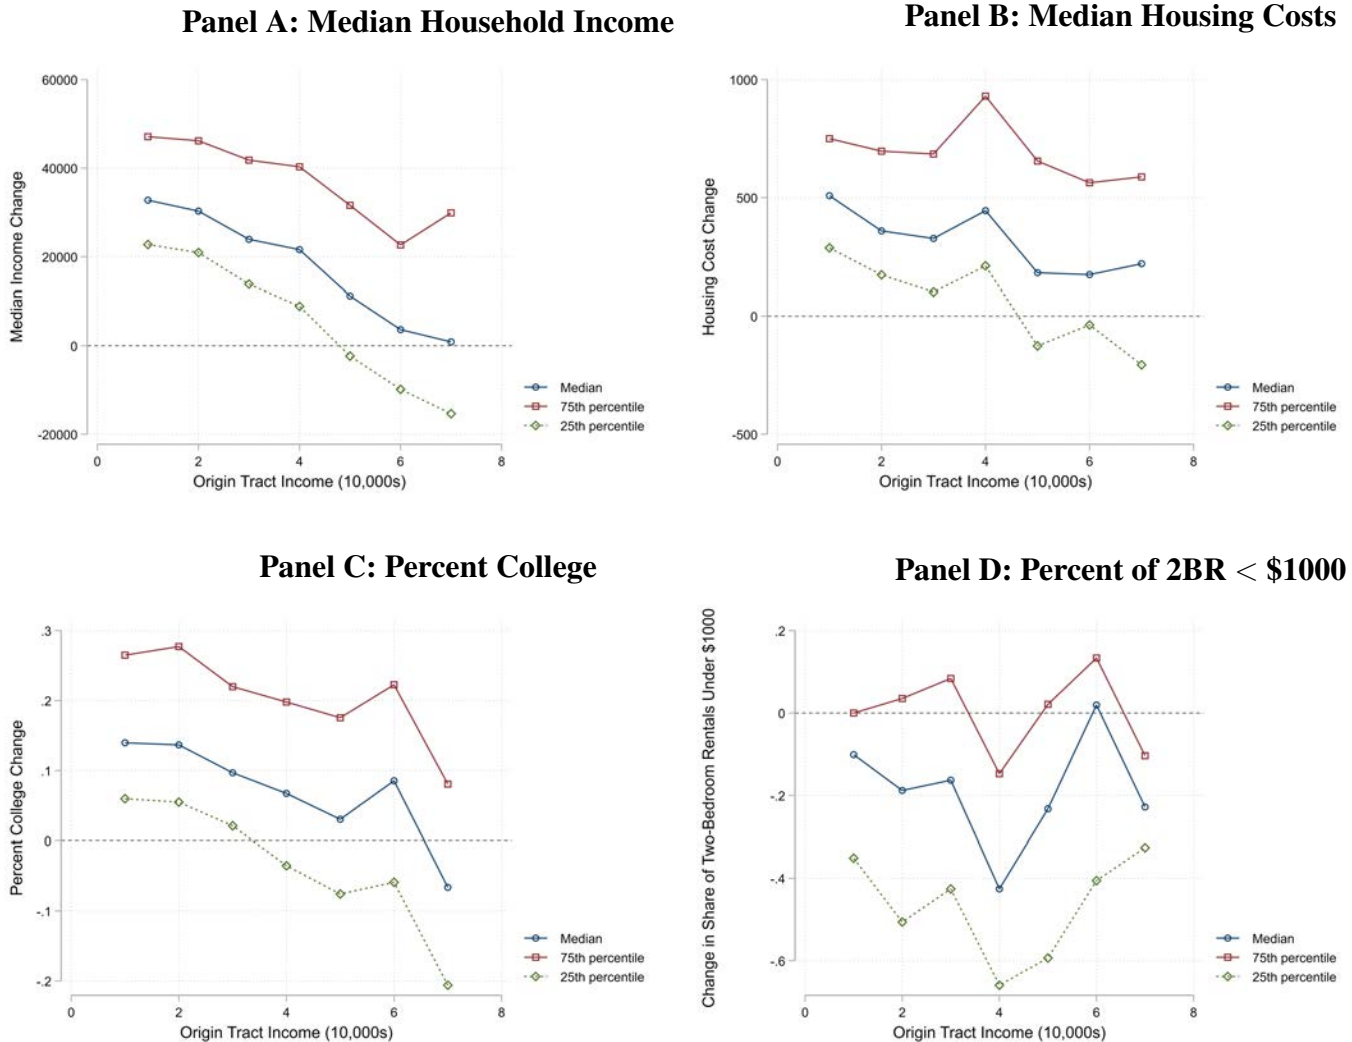 Panel A: Median Household Income
60000
40000
20000
0
-20000
0 2 4 6 8
Median Income Change
Origin Tract Income (10,000s)
Median
75th percentile
25th percentile
Panel B: Median Housing Costs
1000
500
0
-500
0 2 4 6 8
Housing Cost Change
Origin Tract Income (10,000s)
Median
75th percentile
25th percentile
Panel C: Percent College
.3
.2
.1
0
-.1
-.2
0 2 4 6 8
Percent College Change
Origin Tract Income (10,000s)
Median
75th percentile
25th percentile
Panel D: Percent of 2BR < $1000
.2
0
-.2
-.4
-.6
0 2 4 6 8
Change in Share of Two-Bedroom Rentals Under $1000
Origin Tract Income (10,000s)
Median
75th percentile
25th percentile